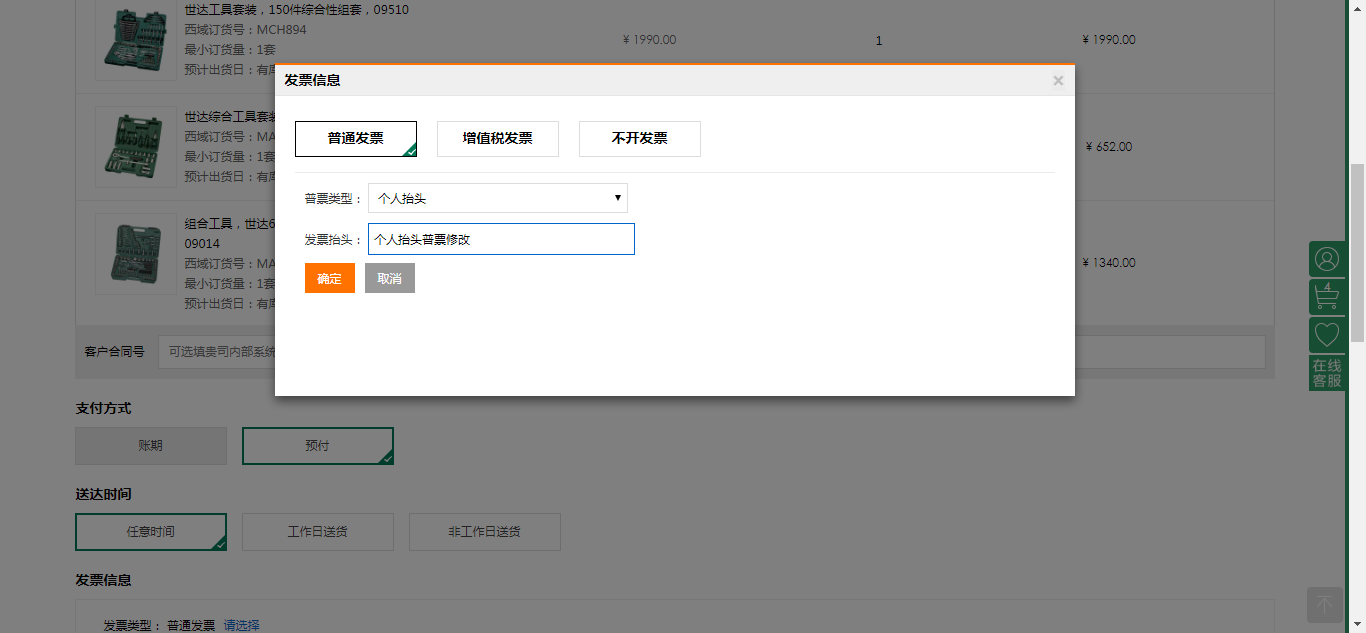 世达工具套装，150件综合性组套，09510
西域订货号：MCH894
最小订货量：1套
预计出货日：有库
¥ 1990.00
1
¥ 1990.00
发票信息
×
普通发票
增值税发票
不开发票
普票类型：
个人抬头
发票抬头：
个人抬头普票修改
确定
取消
世达综合工具套装
西域订货号：MA
最小订货量：1套
预计出货日：有库
¥ 652.00
组合工具，世达6
09014
西域订货号：MA
最小订货量：1套
预计出货日：有库
¥ 1340.00
客户合同号
可选填贵司内部系统
支付方式
账期
预付
送达时间
任意时间
工作日送货
非工作日送货
发票信息
发票类型： 普通发票 请选择
4
在线
客服